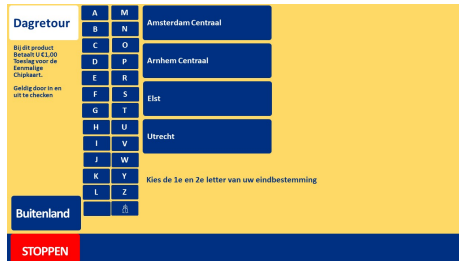 Dagretour
Bij dit product
Betaalt U €1,00
Toeslag voor de
Eenmalige
Chipkaart.
Geldig door in en
uit te checken
Buitenland
STOPPEN
A M
B N
C O
D P
E R
F S
G T
H U
I V
J W
K Y
L Z
Amsterdam Centraal
Arnhem Centraal
Elst
Utrecht
Kies de 1e en 2e letter van uw eindbestemming